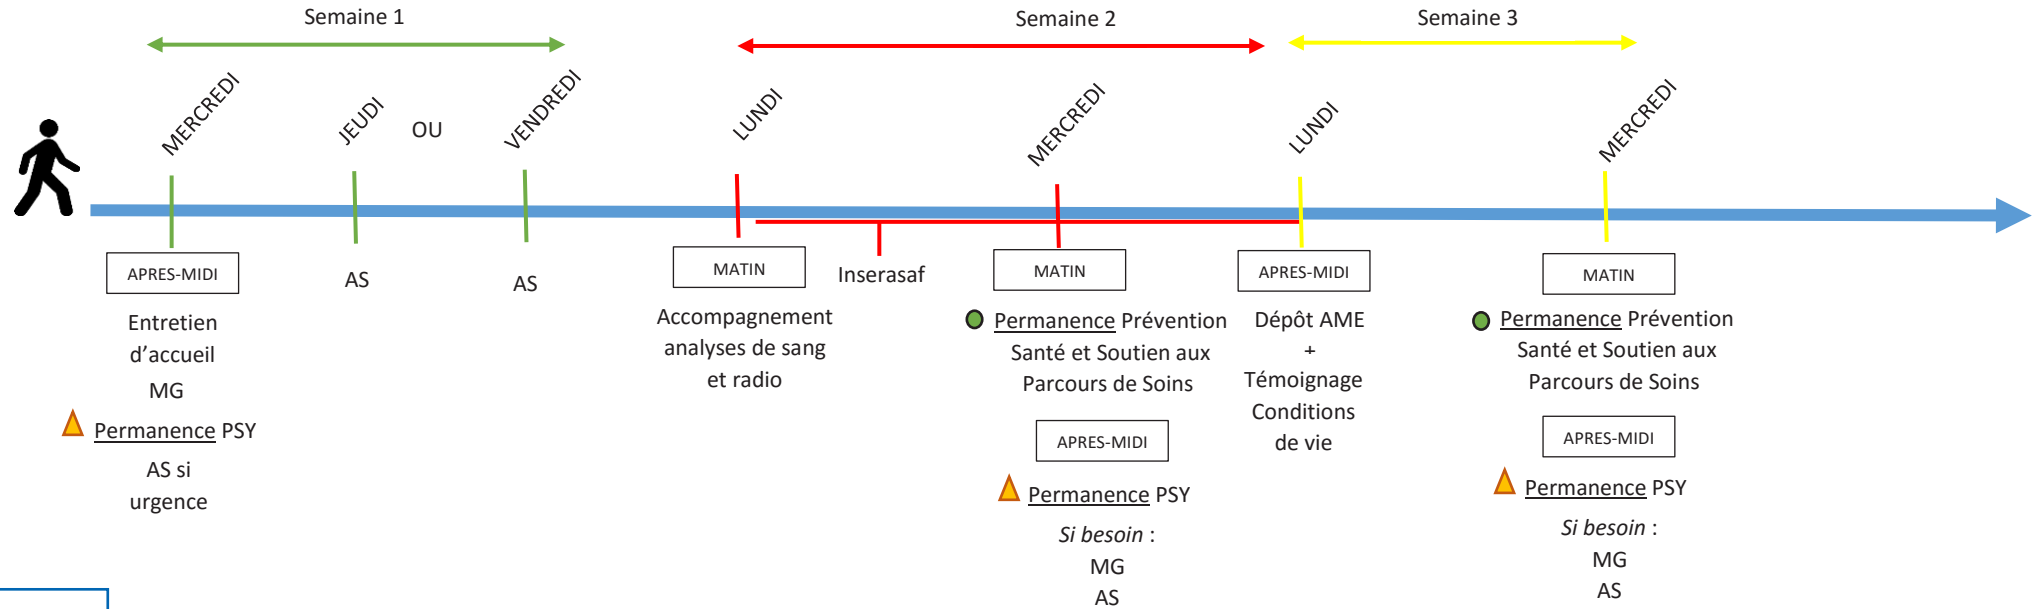 Semaine 1
Semaine 2
Semaine 3
MERCREDI
JEUDI
OU
VENDREDI
LUNDI
MERCREDI
LUNDI
MERCREDI
APRES-MIDI
Entretien
d’accueil
MG
Permanence PSY
AS si
urgence
AS
AS
MATIN
Accompagnement
analyses de sang
et radio
Inserasaf
MATIN
Permanence Prévention
Santé et Soutien aux
Parcours de Soins
APRES-MIDI
Permanence PSY
Si besoin :
MG
AS
APRES-MIDI
Dépôt AME
+
Témoignage
Conditions
de vie
MATIN
Permanence Prévention
Santé et Soutien aux
Parcours de Soins
APRES-MIDI
Permanence PSY
Si besoin :
MG
AS